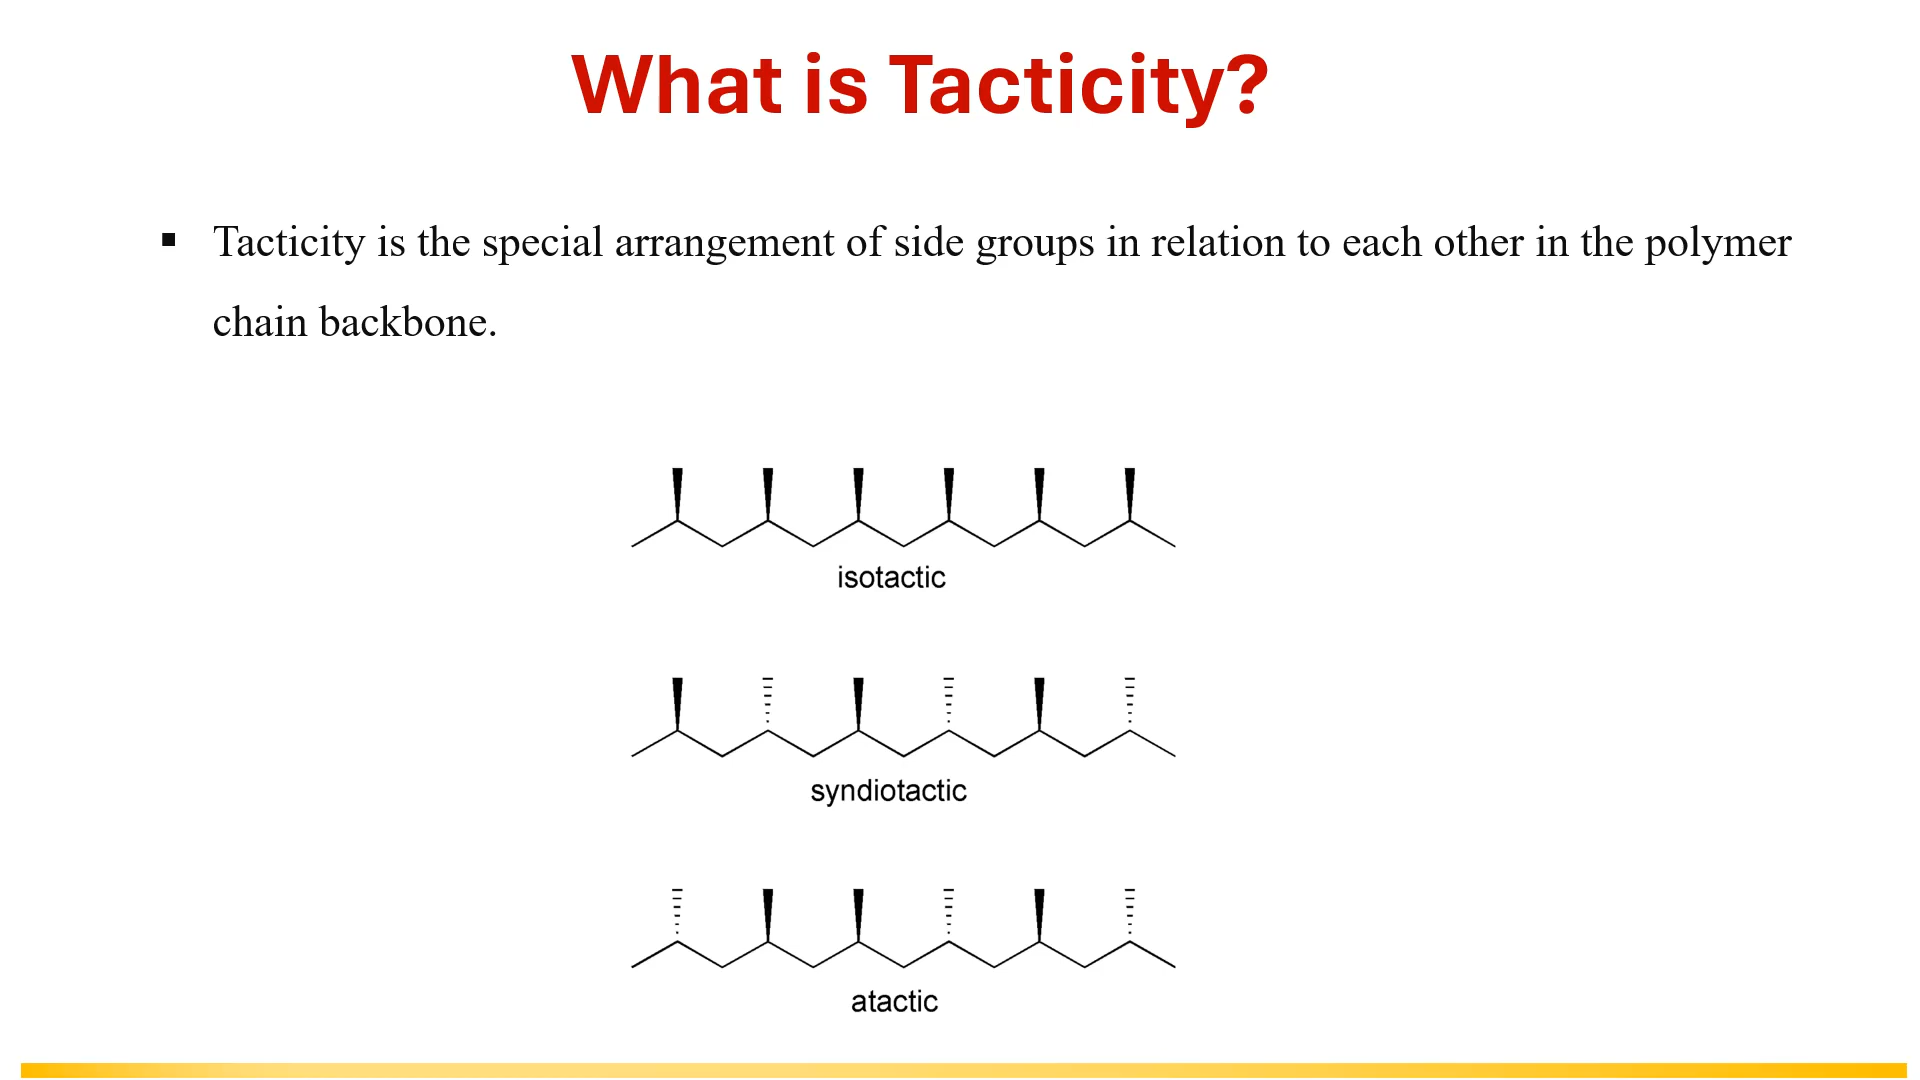 What is Tacticity?
▪ Tacticity is the special arrangement of side groups in relation to each other in the polymer
chain backbone.
isotactic
syndiotactic
atactic